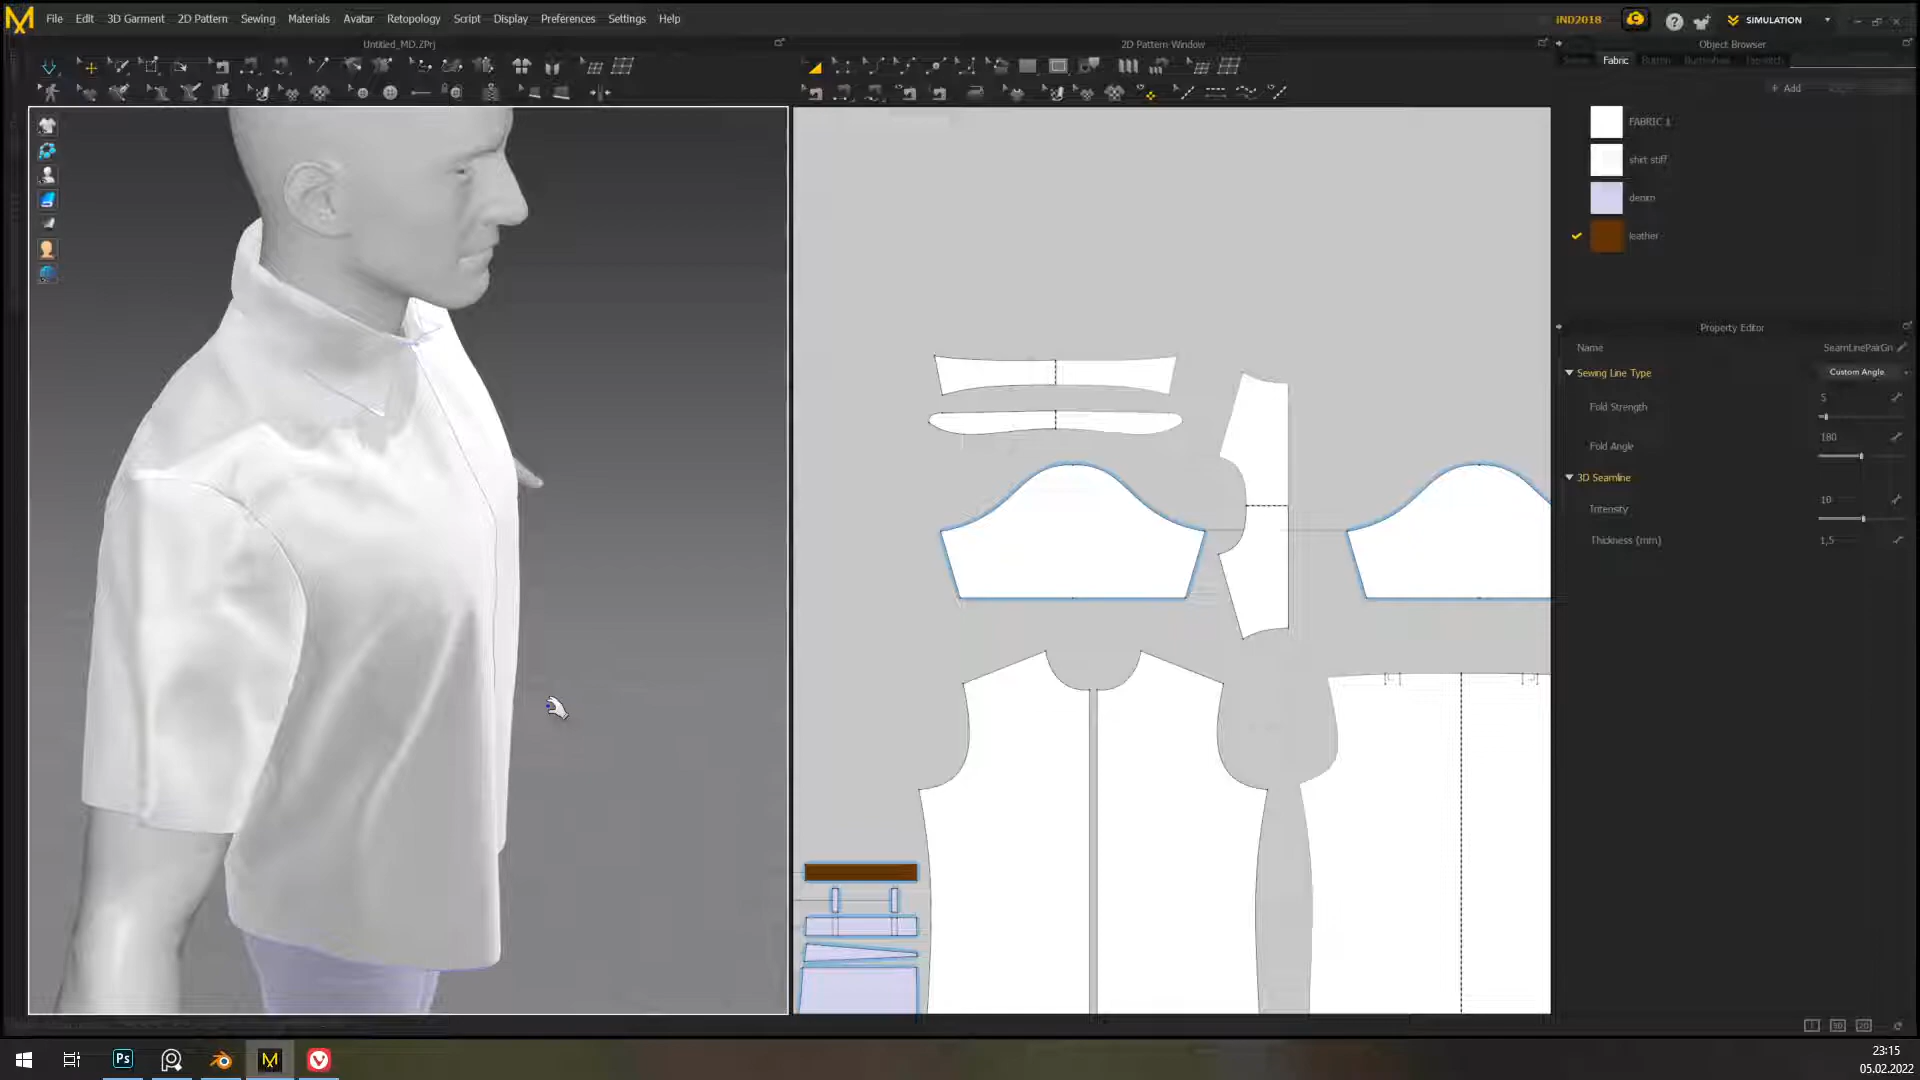 File Edit 3D Garment 2D Pattern Sewing Materials Avatar Retopology Script Display Preferences Settings Help
iND2018
SIMULATION
Untitled_MD.ZPrj
2D Pattern Window
Object Browser
Fabric
+ Add
FABRIC 1
shirt stiff
denim
leather
Property Editor
Name
SeamLinePairGn
Sewing Line Type
Custom Angle
Fold Strength
5
Fold Angle
180
3D Seamline
Intensity
10
Thickness (mm)
1,5
3D
2D
Ps
23:15
05.02.2022